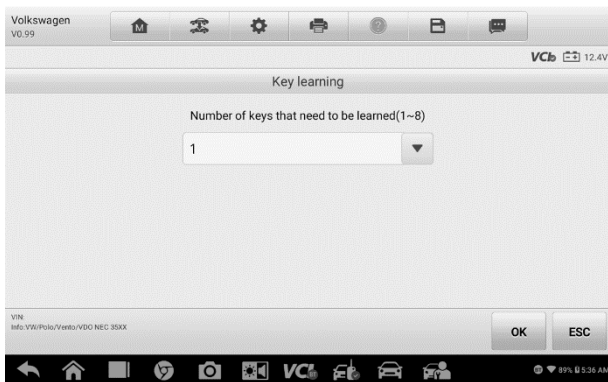 Volkswagen
V0.99
M
VCI 12.4V
Key learning
Number of keys that need to be learned(1~8)
1
VIN:
Info:VW/Polo/Vento/VDO NEC 35XX
OK
ESC
VCI
89% 5:36 AM